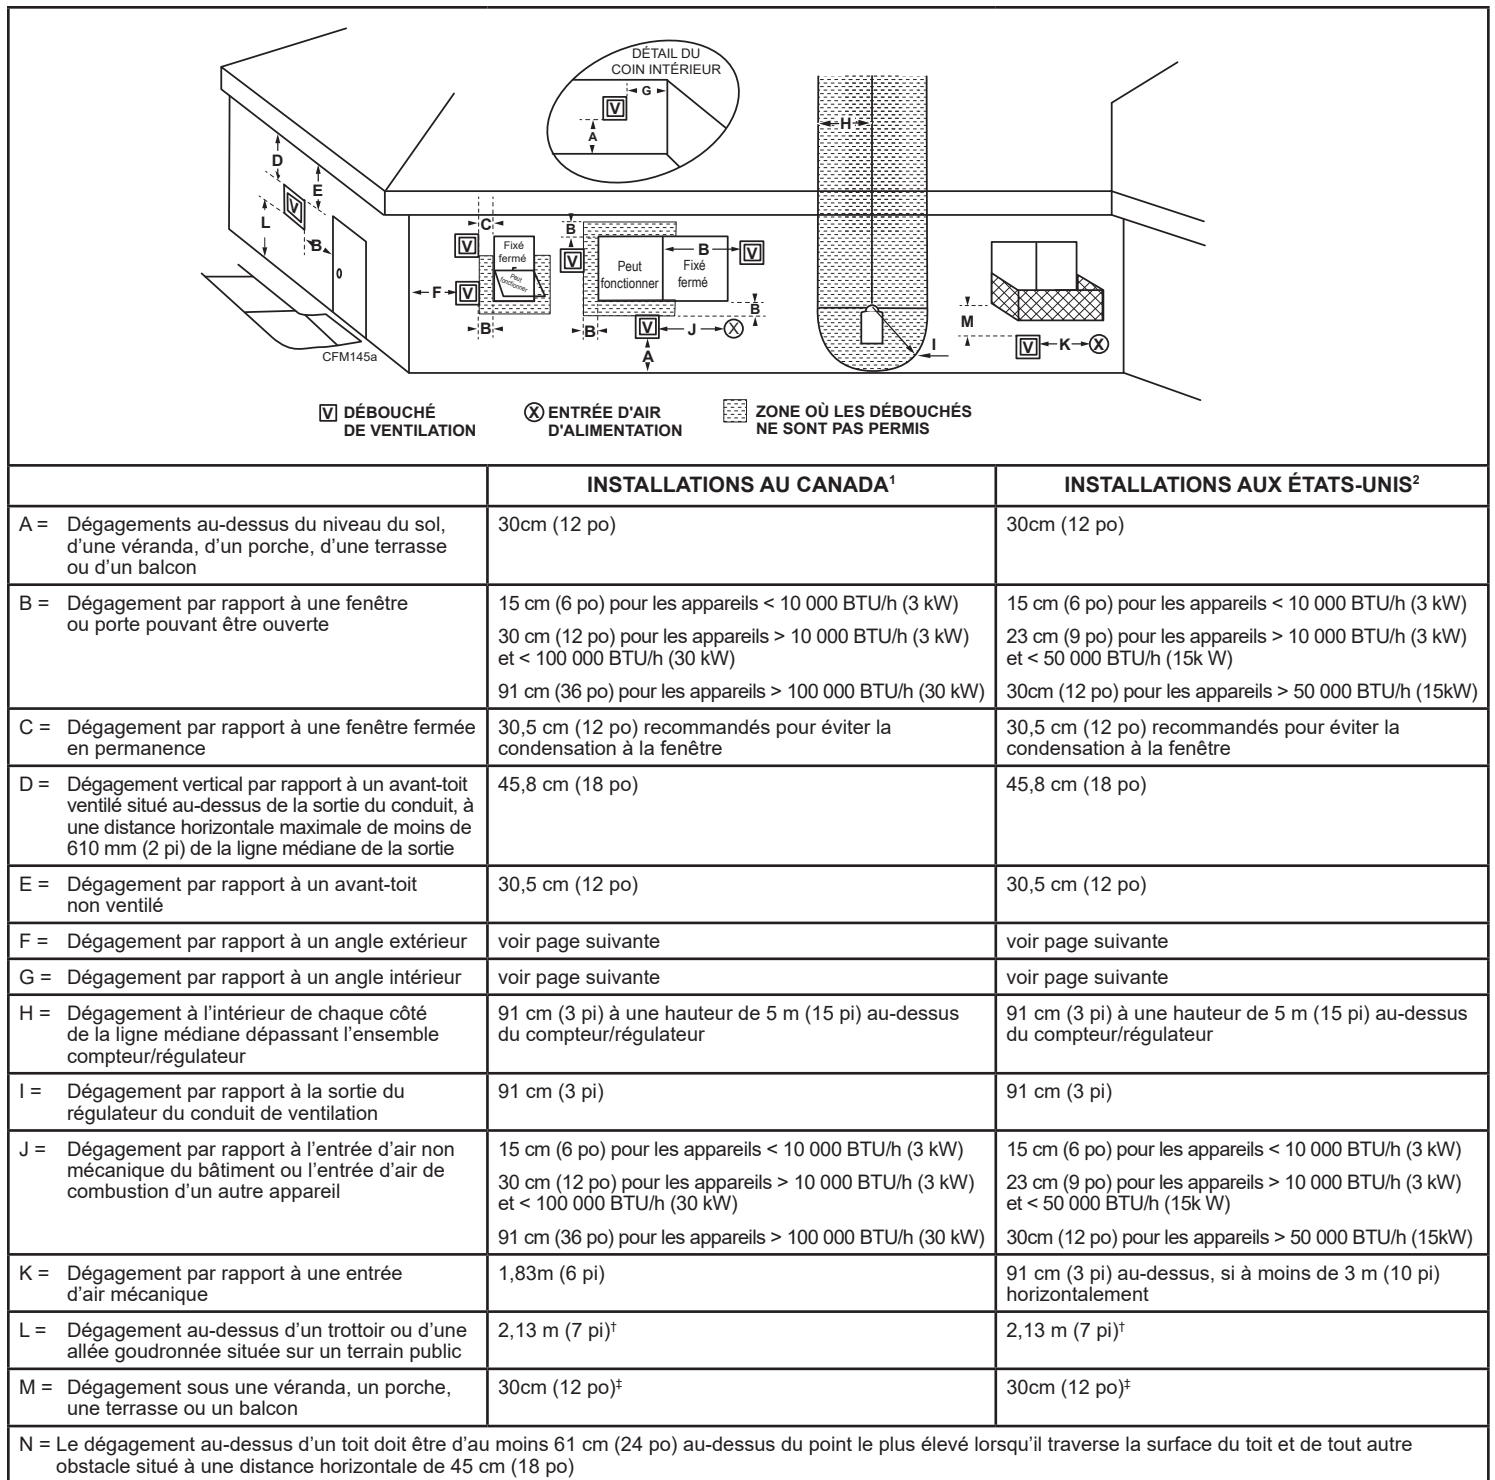 DÉTAIL DU
COIN INTÉRIEUR
G
V
A
H
D
E
V
L
B
C
V
Fixé
fermé
Peut
fonctionner
F
V
B
B
V
Peut
fonctionner
Fixé
fermé
B
V
B
B
V
J
X
A
I
M
V
K
X
CFM145a
V DÉBOUCHÉ
DE VENTILATION
X ENTRÉE D'AIR
D'ALIMENTATION
ZONE OÙ LES DÉBOUCHÉS
NE SONT PAS PERMIS
INSTALLATIONS AU CANADA¹
INSTALLATIONS AUX ÉTATS-UNIS²
A = Dégagements au-dessus du niveau du sol,
d’une véranda, d’un porche, d’une terrasse
ou d’un balcon
30cm (12 po)
30cm (12 po)
B = Dégagement par rapport à une fenêtre
ou porte pouvant être ouverte
15 cm (6 po) pour les appareils < 10 000 BTU/h (3 kW)
30 cm (12 po) pour les appareils > 10 000 BTU/h (3 kW)
et < 100 000 BTU/h (30 kW)
91 cm (36 po) pour les appareils > 100 000 BTU/h (30 kW)
15 cm (6 po) pour les appareils < 10 000 BTU/h (3 kW)
23 cm (9 po) pour les appareils > 10 000 BTU/h (3 kW)
et < 50 000 BTU/h (15k W)
30cm (12 po) pour les appareils > 50 000 BTU/h (15kW)
C = Dégagement par rapport à une fenêtre fermée
en permanence
30,5 cm (12 po) recommandés pour éviter la
condensation à la fenêtre
30,5 cm (12 po) recommandés pour éviter la
condensation à la fenêtre
D = Dégagement vertical par rapport à un avant-toit
ventilé situé au-dessus de la sortie du conduit, à
une distance horizontale maximale de moins de
610 mm (2 pi) de la ligne médiane de la sortie
45,8 cm (18 po)
45,8 cm (18 po)
E = Dégagement par rapport à un avant-toit
non ventilé
30,5 cm (12 po)
30,5 cm (12 po)
F = Dégagement par rapport à un angle extérieur
voir page suivante
voir page suivante
G = Dégagement par rapport à un angle intérieur
voir page suivante
voir page suivante
H = Dégagement à l’intérieur de chaque côté
de la ligne médiane dépassant l’ensemble
compteur/régulateur
91 cm (3 pi) à une hauteur de 5 m (15 pi) au-dessus
du compteur/régulateur
91 cm (3 pi) à une hauteur de 5 m (15 pi) au-dessus
du compteur/régulateur
I = Dégagement par rapport à la sortie du
régulateur du conduit de ventilation
91 cm (3 pi)
91 cm (3 pi)
J = Dégagement par rapport à l’entrée d’air non
mécanique du bâtiment ou l’entrée d’air de
combustion d’un autre appareil
15 cm (6 po) pour les appareils < 10 000 BTU/h (3 kW)
30 cm (12 po) pour les appareils > 10 000 BTU/h (3 kW)
et < 100 000 BTU/h (30 kW)
91 cm (36 po) pour les appareils > 100 000 BTU/h (30 kW)
15 cm (6 po) pour les appareils < 10 000 BTU/h (3 kW)
23 cm (9 po) pour les appareils > 10 000 BTU/h (3 kW)
et < 50 000 BTU/h (15k W)
30cm (12 po) pour les appareils > 50 000 BTU/h (15kW)
K = Dégagement par rapport à une entrée
d’air mécanique
1,83m (6 pi)
91 cm (3 pi) au-dessus, si à moins de 3 m (10 pi)
horizontalement
L = Dégagement au-dessus d’un trottoir ou d’une
allée goudronnée située sur un terrain public
2,13 m (7 pi)†
2,13 m (7 pi)†
M = Dégagement sous une véranda, un porche,
une terrasse ou un balcon
30cm (12 po)‡
30cm (12 po)‡
N = Le dégagement au-dessus d’un toit doit être d’au moins 61 cm (24 po) au-dessus du point le plus élevé lorsqu’il traverse la surface du toit et de tout autre
obstacle situé à une distance horizontale de 45 cm (18 po)